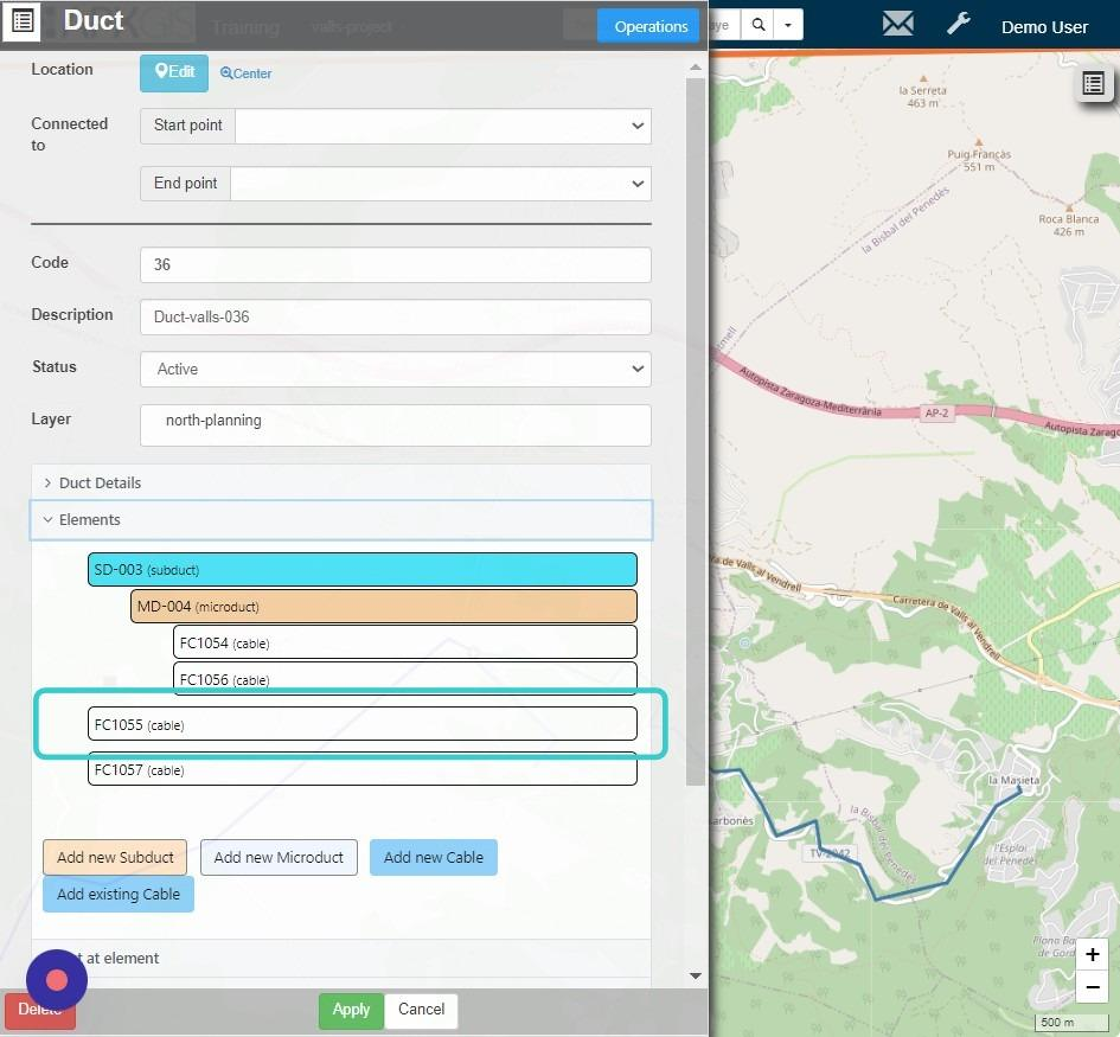 Duct
Training
valls-project
Operations
Demo User
Location
Edit
Center
Connected
to
Start point
End point
Code
36
Description
Duct-valls-036
Status
Active
Layer
north-planning
Duct Details
Elements
SD-003 (subduct)
MD-004 (microduct)
FC1054 (cable)
FC1056 (cable)
FC1055 (cable)
FC1057 (cable)
Add new Subduct
Add new Microduct
Add new Cable
Add existing Cable
at element
Delete
Apply
Cancel
la Serreta
463 m
Puig Francàs
551 m
Roca Blanca
426 m
la Bisbal del Penedès
Autopista Zaragoza-Mediterrània
AP-2
Autopista Zarago
ra de Valls al Vendrell
Carretera de Valls al Vendrell
la Masieta
arbonès
la Bisbal del Penedès
TV-2042
l'Esplai
del Penedès
Plana Ba
de Gord
+
−
500 m